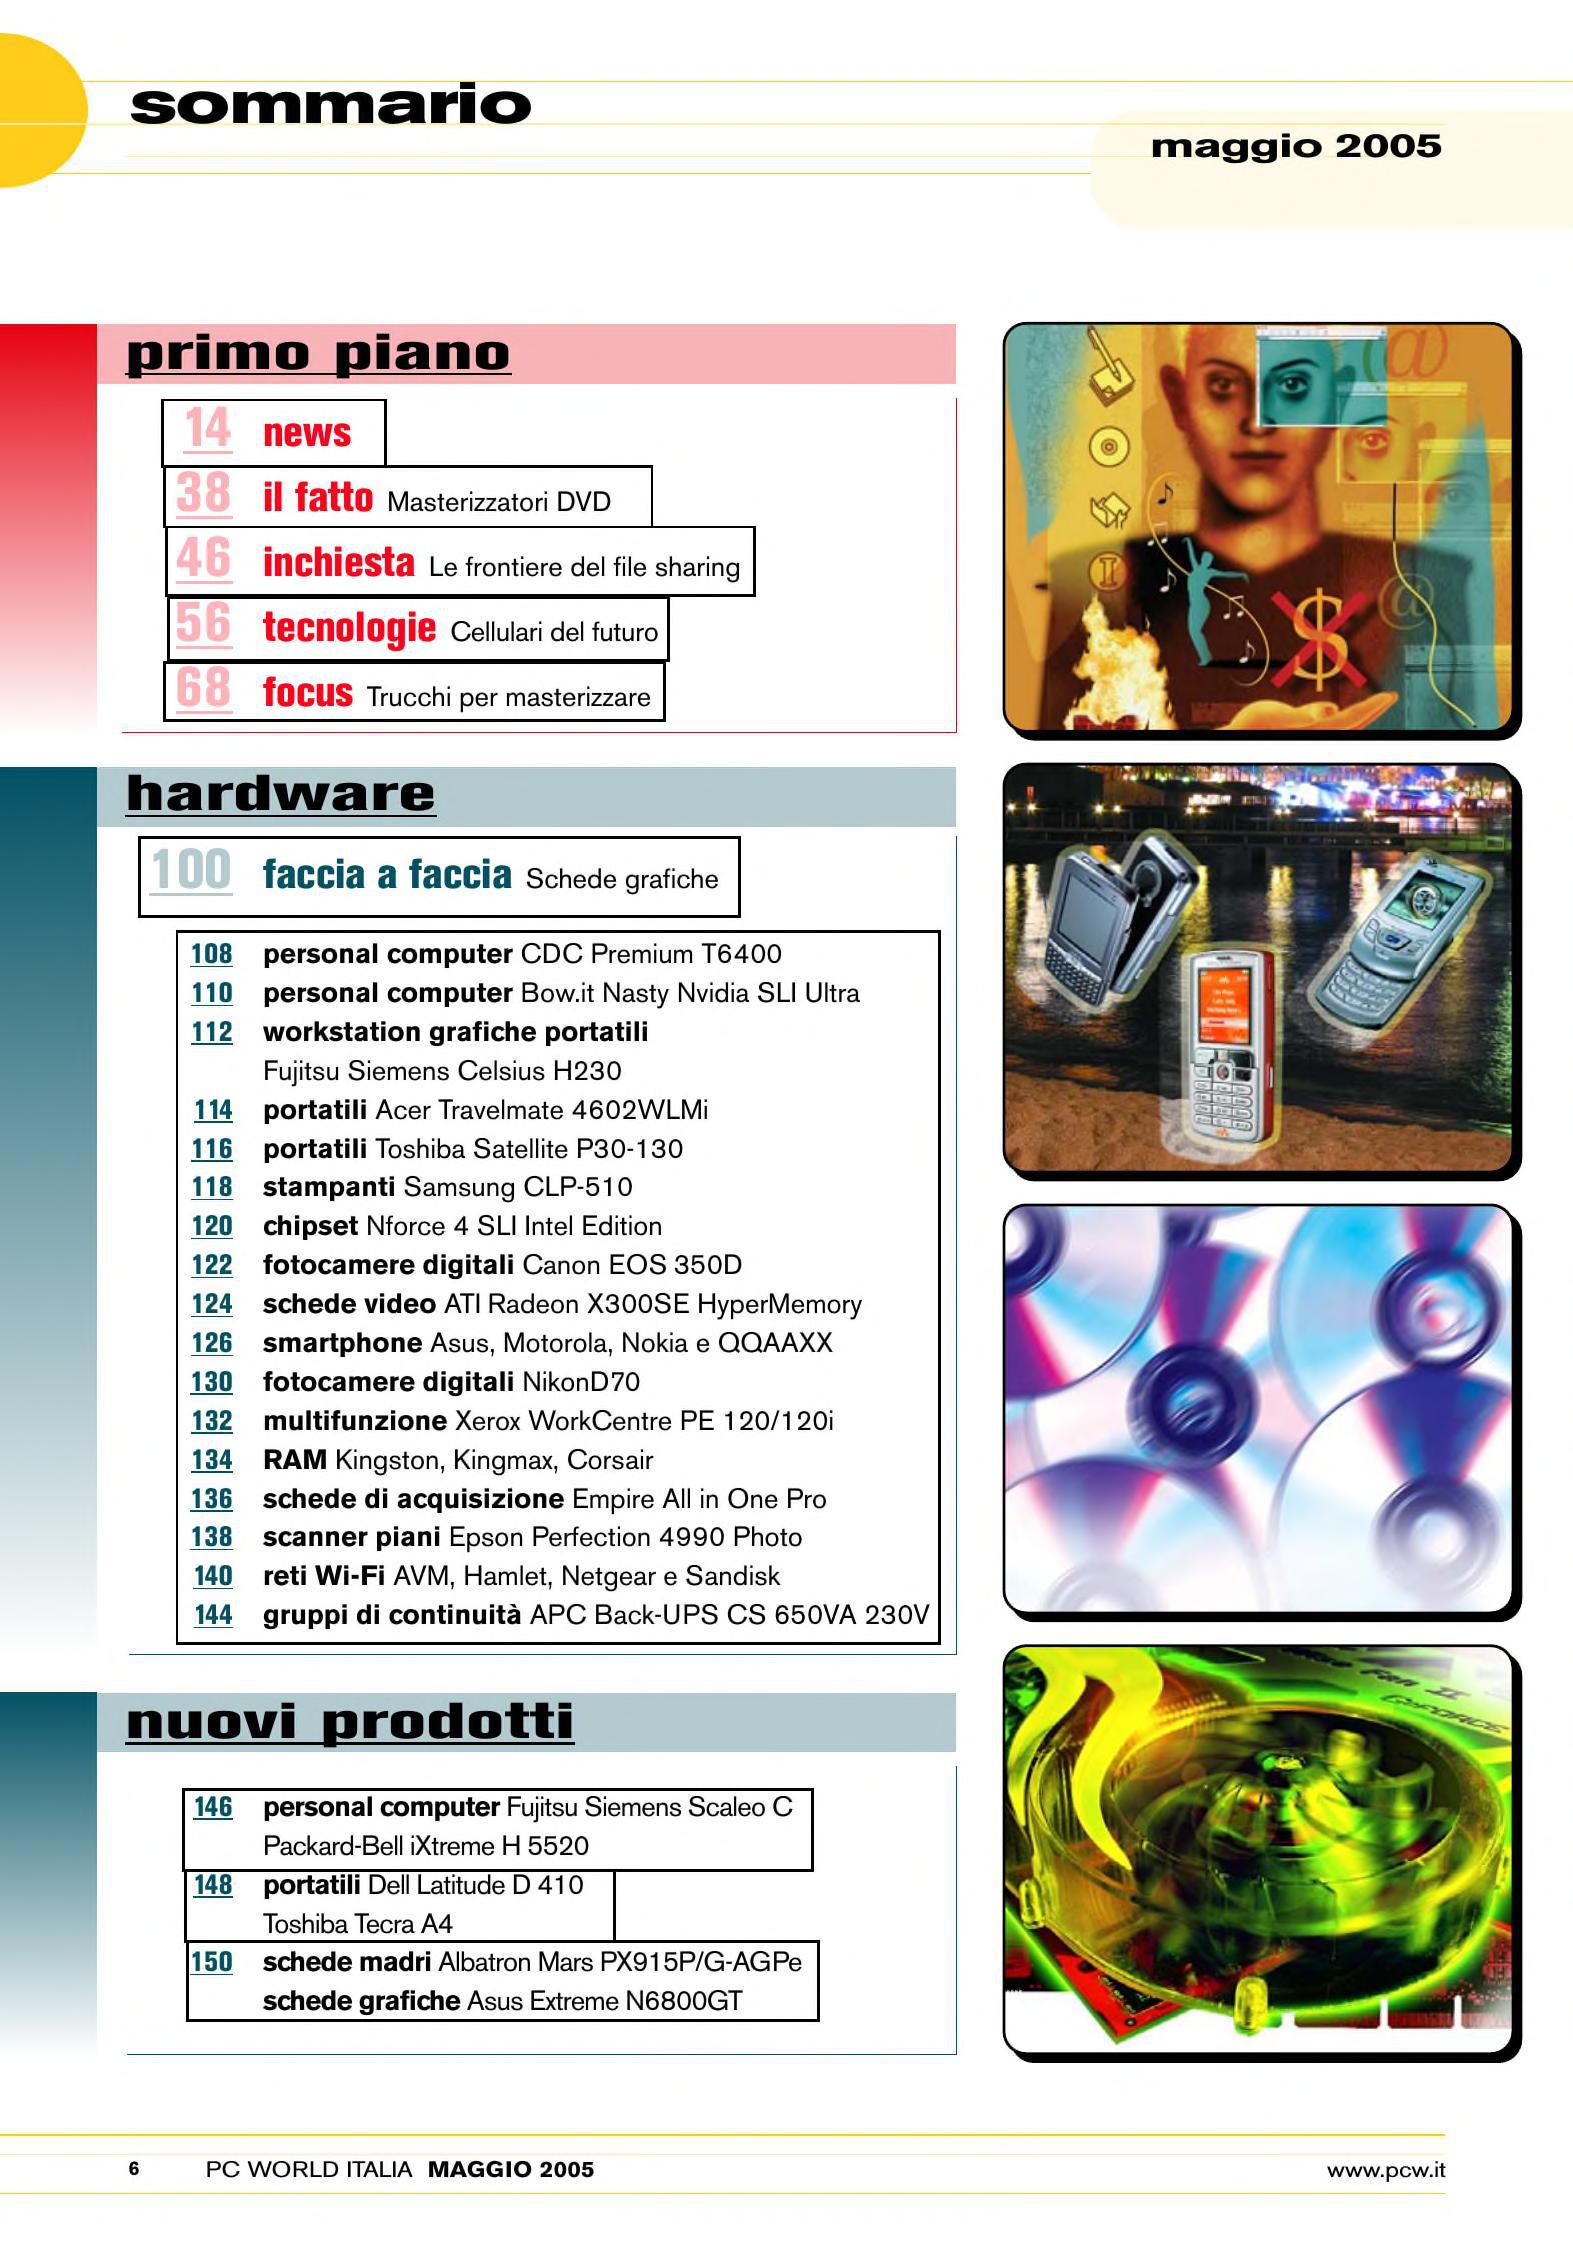 sommario
maggio 2005
primo piano
14 news
38 il fatto Masterizzatori DVD
46 inchiesta Le frontiere del file sharing
56 tecnologie Cellulari del futuro
68 focus Trucchi per masterizzare
hardware
100 faccia a faccia Schede grafiche
108 personal computer CDC Premium T6400
110 personal computer Bow.it Nasty Nvidia SLI Ultra
112 workstation grafiche portatili
Fujitsu Siemens Celsius H230
114 portatili Acer Travelmate 4602WLMi
116 portatili Toshiba Satellite P30-130
118 stampanti Samsung CLP-510
120 chipset Nforce 4 SLI Intel Edition
122 fotocamere digitali Canon EOS 350D
124 schede video ATI Radeon X300SE HyperMemory
126 smartphone Asus, Motorola, Nokia e QQAAXX
130 fotocamere digitali NikonD70
132 multifunzione Xerox WorkCentre PE 120/120i
134 RAM Kingston, Kingmax, Corsair
136 schede di acquisizione Empire All in One Pro
138 scanner piani Epson Perfection 4990 Photo
140 reti Wi-Fi AVM, Hamlet, Netgear e Sandisk
144 gruppi di continuità APC Back-UPS CS 650VA 230V
nuovi prodotti
146 personal computer Fujitsu Siemens Scaleo C
Packard-Bell iXtreme H 5520
148 portatili Dell Latitude D 410
Toshiba Tecra A4
150 schede madri Albatron Mars PX915P/G-AGPe
schede grafiche Asus Extreme N6800GT
Fan II
GeFORCE
6 PC WORLD ITALIA MAGGIO 2005
www.pcw.it